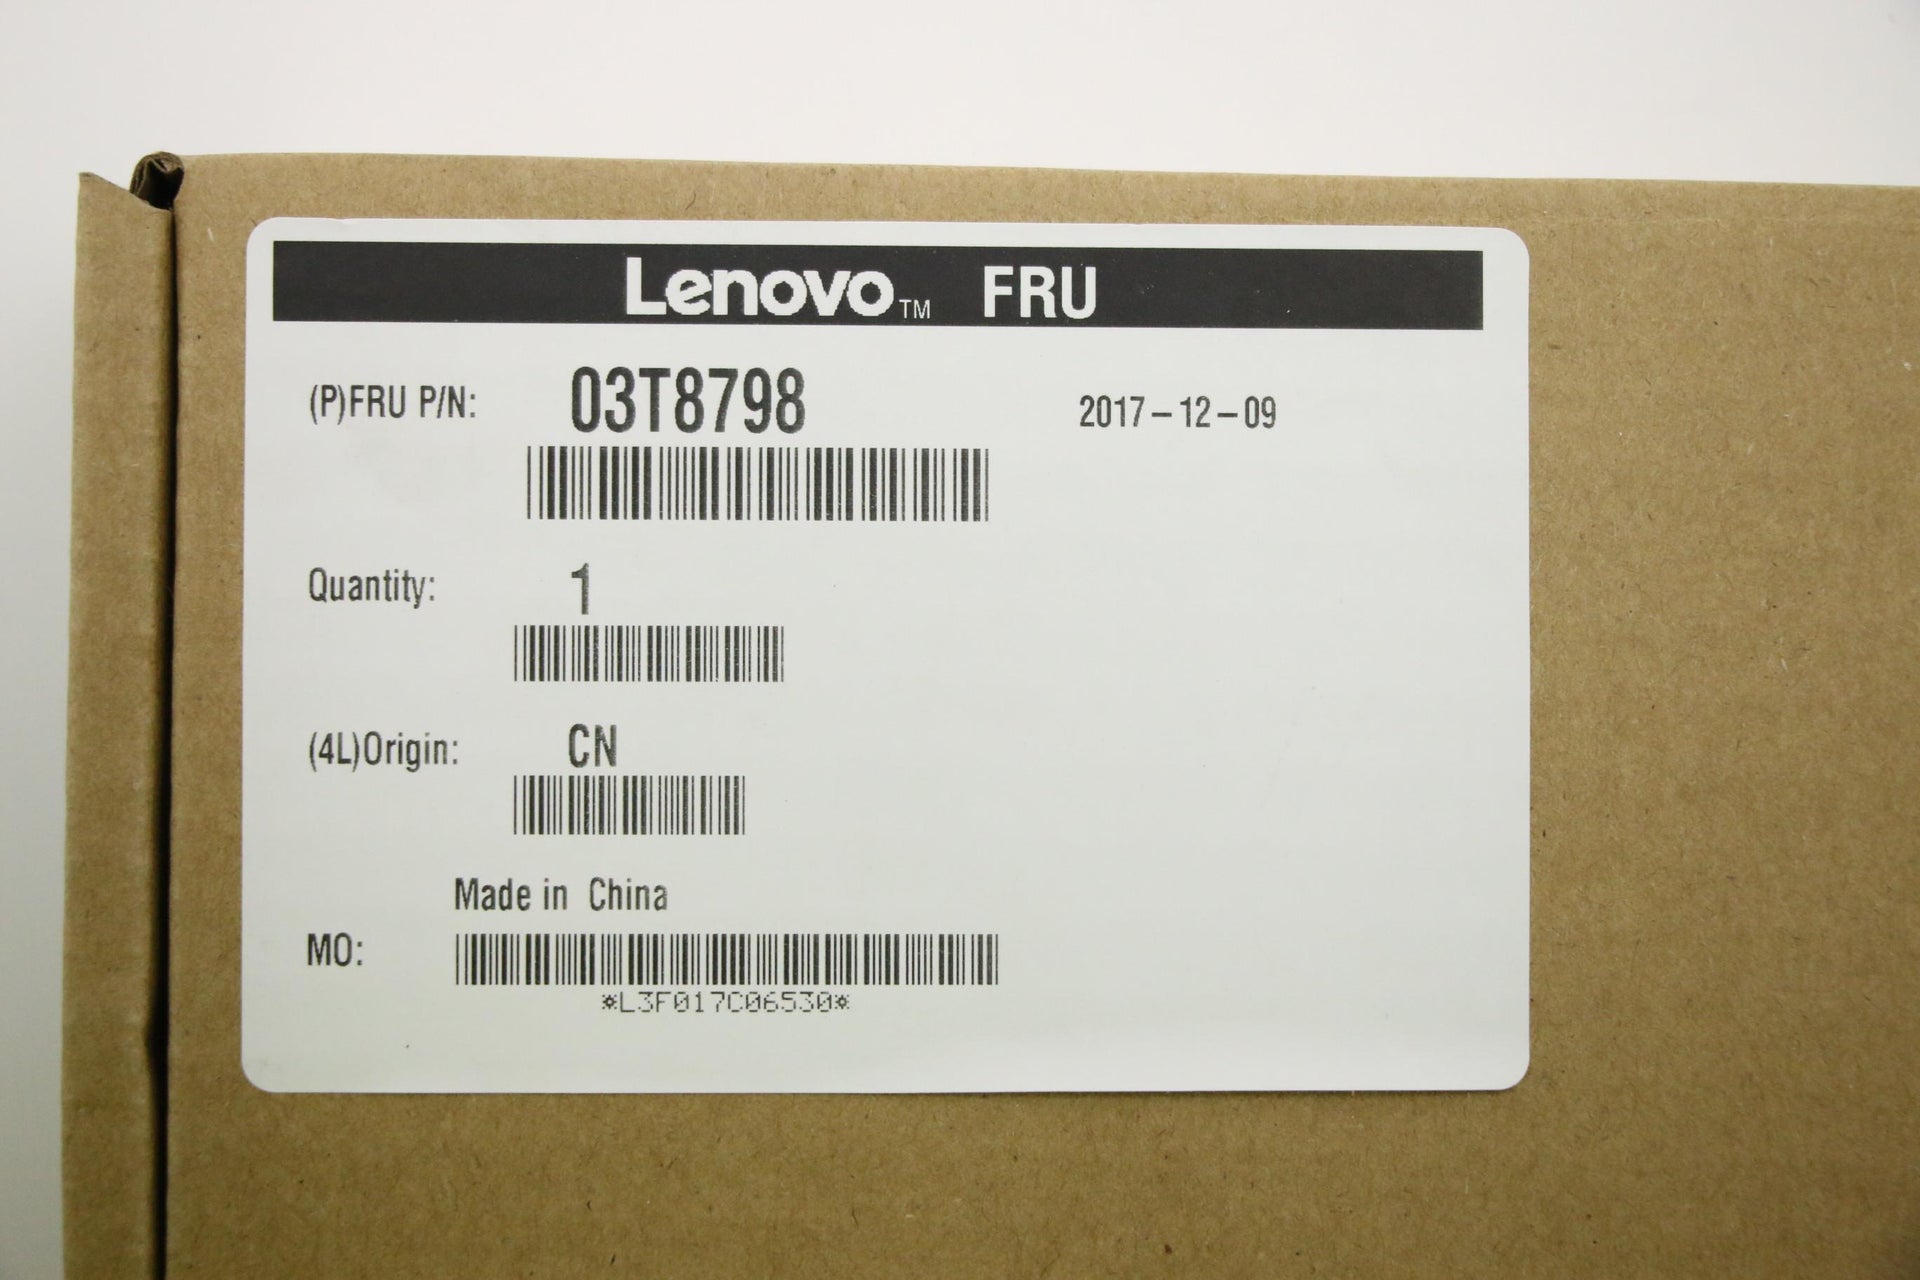 Lenovo™ FRU
(P)FRU P/N: 03T8798 2017-12-09
Quantity: 1
(4L)Origin: CN
Made in China
MO:
*L3F017C06530*